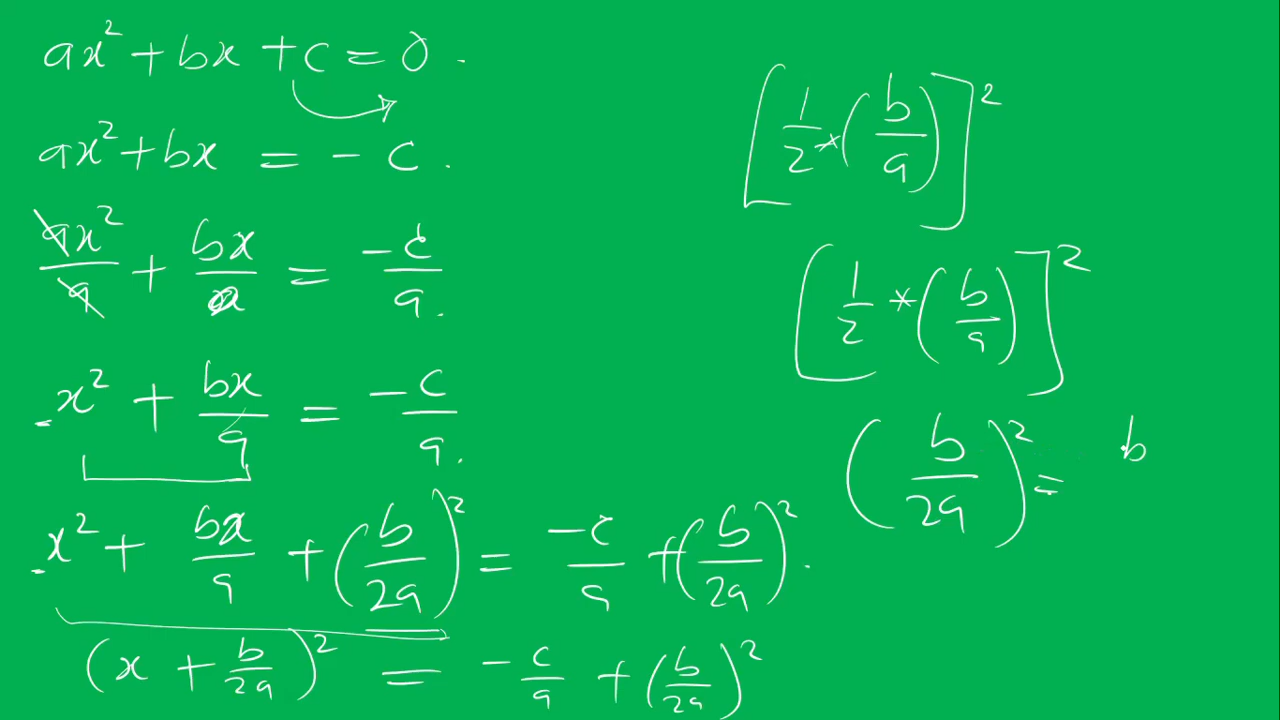 ax² + bx + c = 0.
ax² + bx = - c.
ax²/a + bx/a = -c/a.
x² + bx/a = -c/a.
x² + bx/a + (b/2a)² = -c/a + (b/2a)².
(x + b/2a)² = -c/a + (b/2a)²
[1/2 * (b/a)]²
[1/2 * (b/a)]²
(b/2a)² = b